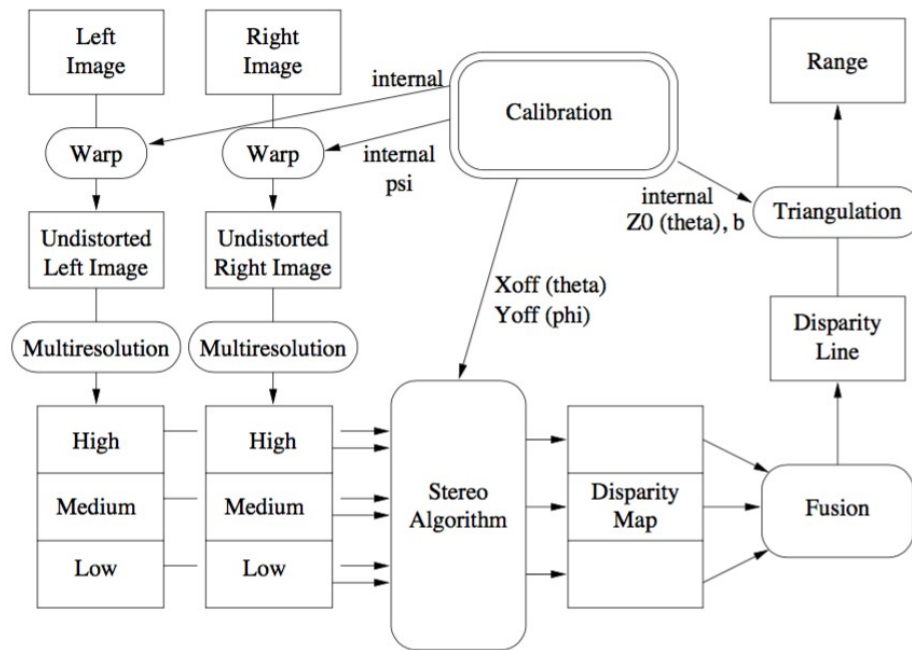 Left
Image
Right
Image
internal
Calibration
Range
Warp
Warp
internal
psi
internal
Z0 (theta), b
Triangulation
Undistorted
Left Image
Undistorted
Right Image
Xoff (theta)
Yoff (phi)
Disparity
Line
Multiresolution
Multiresolution
High
High
Medium
Medium
Low
Low
Stereo
Algorithm
Disparity
Map
Fusion